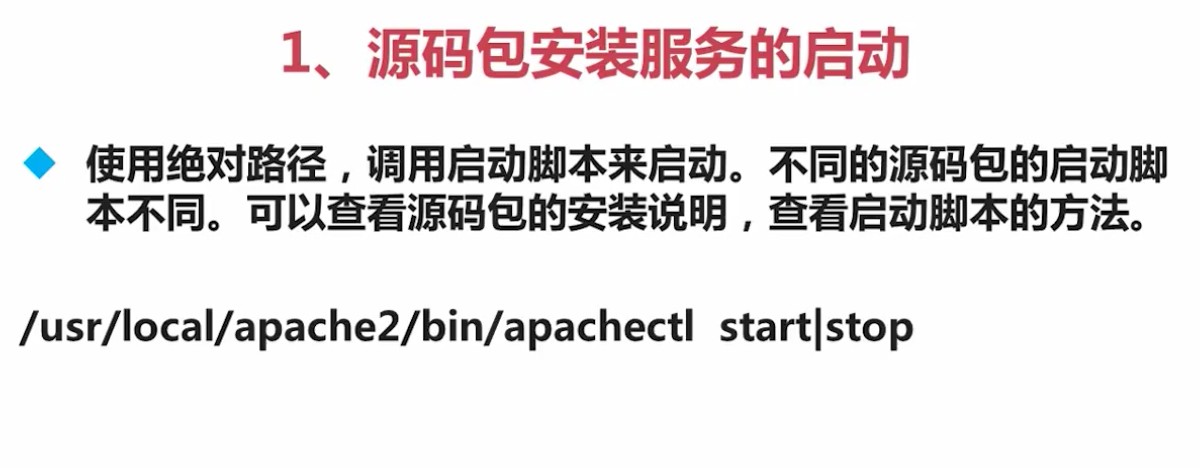 1、源码包安装服务的启动
使用绝对路径，调用启动脚本来启动。不同的源码包的启动脚
本不同。可以查看源码包的安装说明，查看启动脚本的方法。
/usr/local/apache2/bin/apachectl start|stop